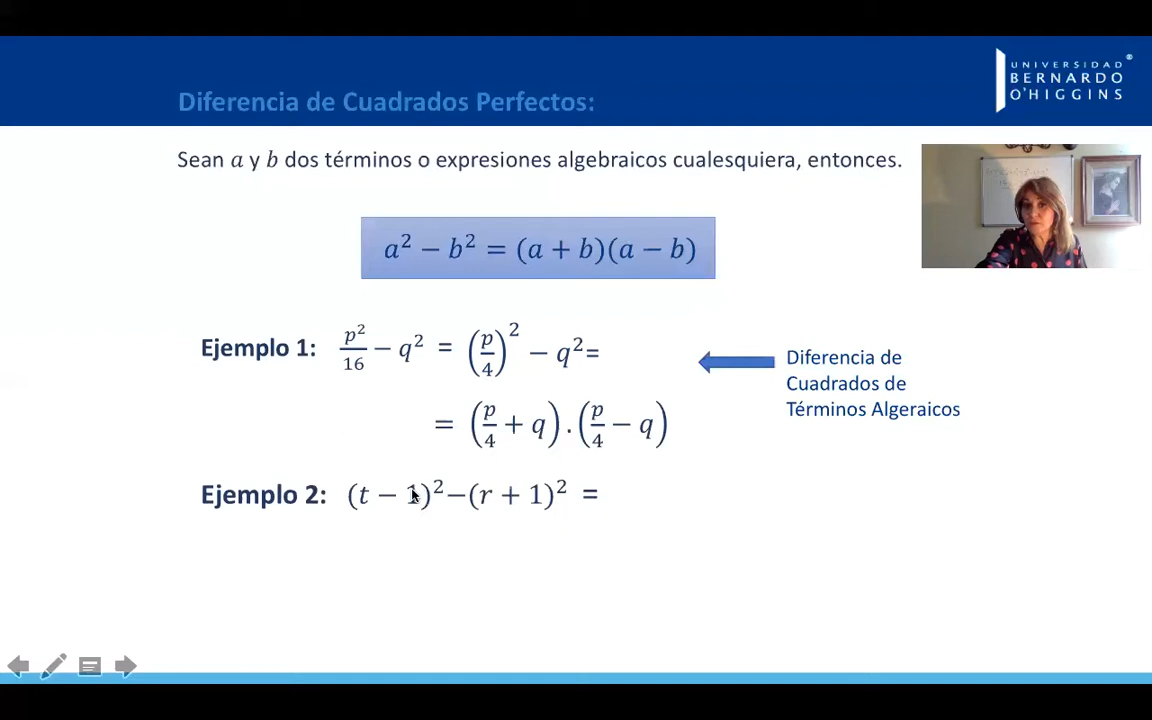 UNIVERSIDAD
BERNARDO
O'HIGGINS
Diferencia de Cuadrados Perfectos:
Sean a y b dos términos o expresiones algebraicos cualesquiera, entonces.
a² − b² = (a + b)(a − b)
Ejemplo 1: p²/16 − q² = (p/4)² − q²=
= (p/4 + q).(p/4 − q)
Diferencia de
Cuadrados de
Términos Algeraicos
Ejemplo 2: (t − 1)²−(r + 1)² =